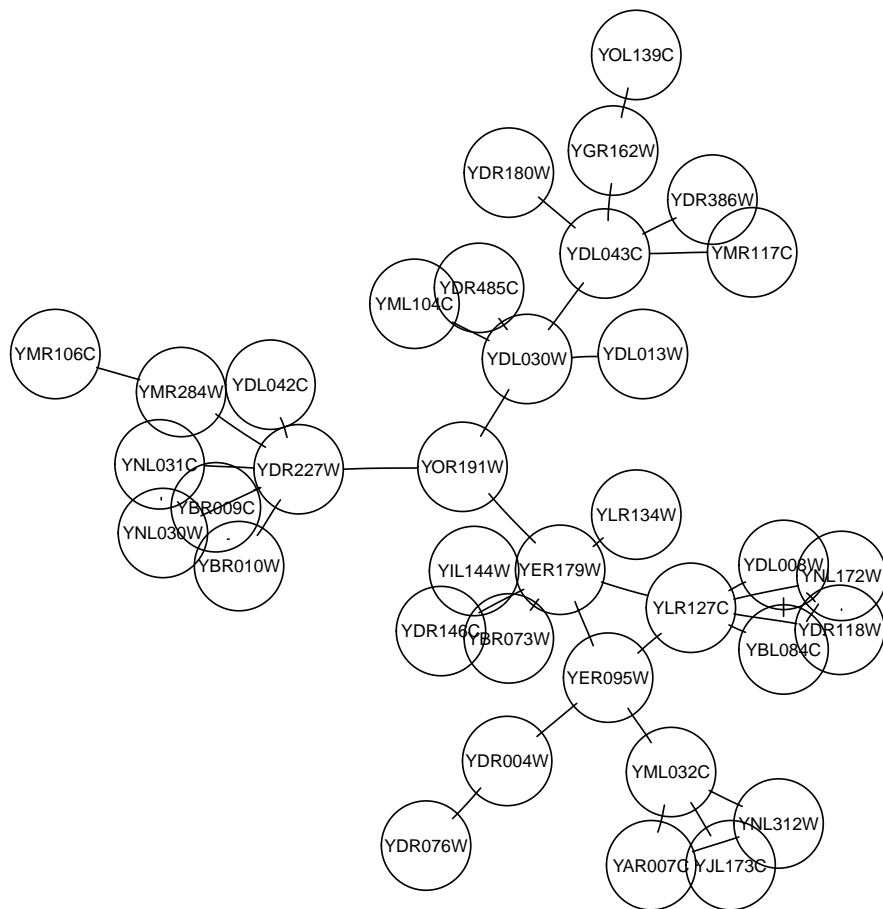 YOL139C
YGR162W
YDR180W
YDR386W
YDL043C
YMR117C
YDR485C
YML104C
YMR106C
YDL030W
YDL013W
YDL042C
YMR284W
YNL031C
YDR227W
YOR191W
YBR009C
YNL030W
YLR134W
YBR010W
YIL144W
YER179W
YDL008W
YNL172W
YLR127C
YDR146C
YBR073W
YDR118W
YBL084C
YER095W
YDR004W
YML032C
YNL312W
YDR076W
YAR007C
YJL173C